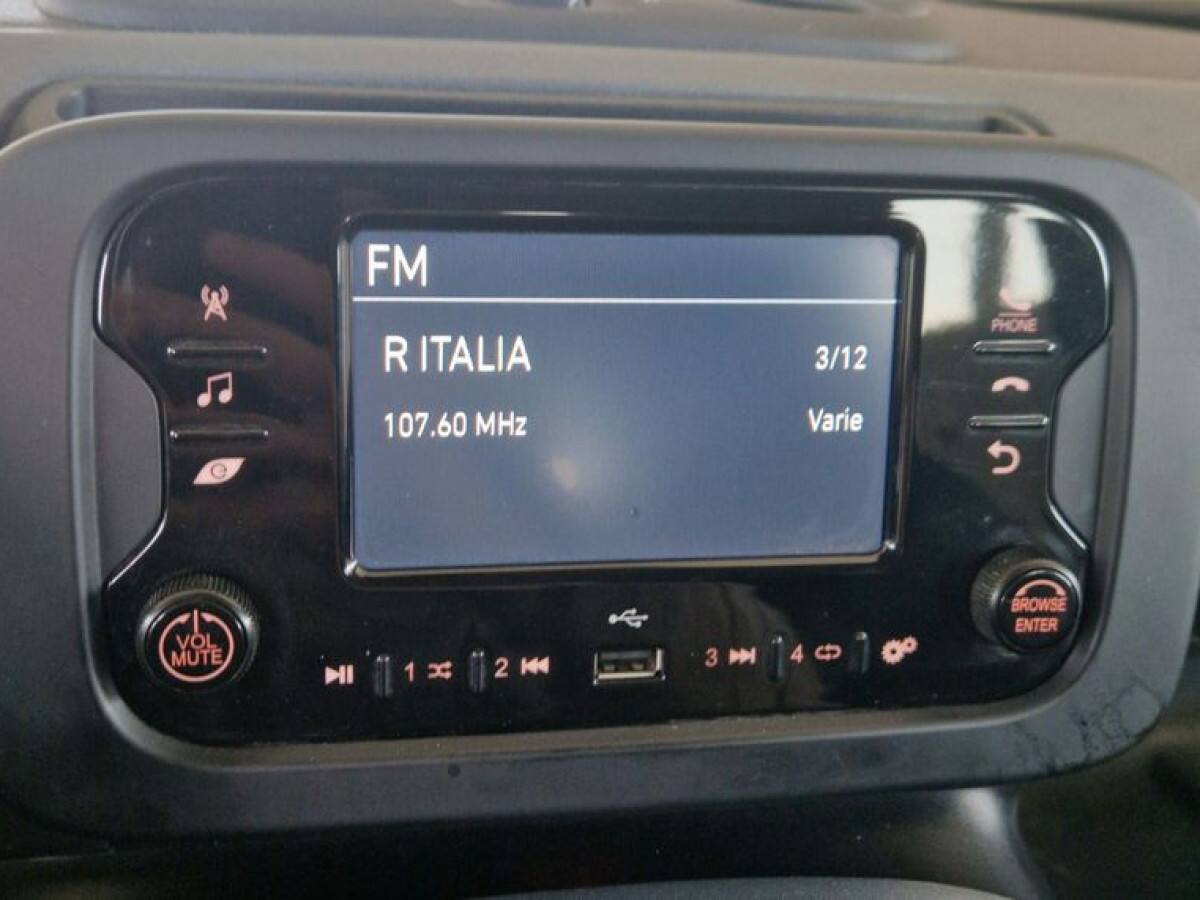 FM
R ITALIA 3/12
107.60 MHz Varie
PHONE
VOL
MUTE
1
2
3
4
BROWSE
ENTER